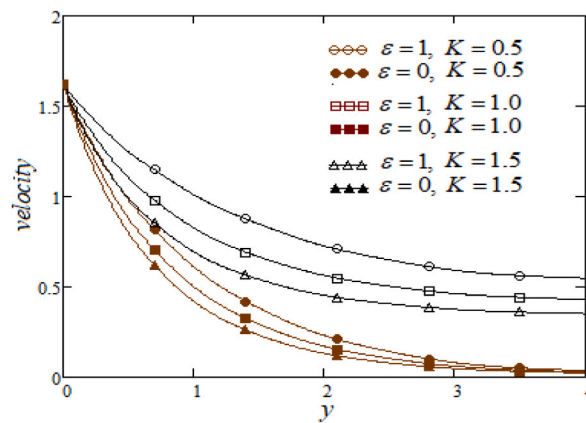 2
ε = 1, K = 0.5
ε = 0, K = 0.5
1.5
ε = 1, K = 1.0
ε = 0, K = 1.0
ε = 1, K = 1.5
ε = 0, K = 1.5
velocity
1
0.5
0
0 1 2 3 4
y